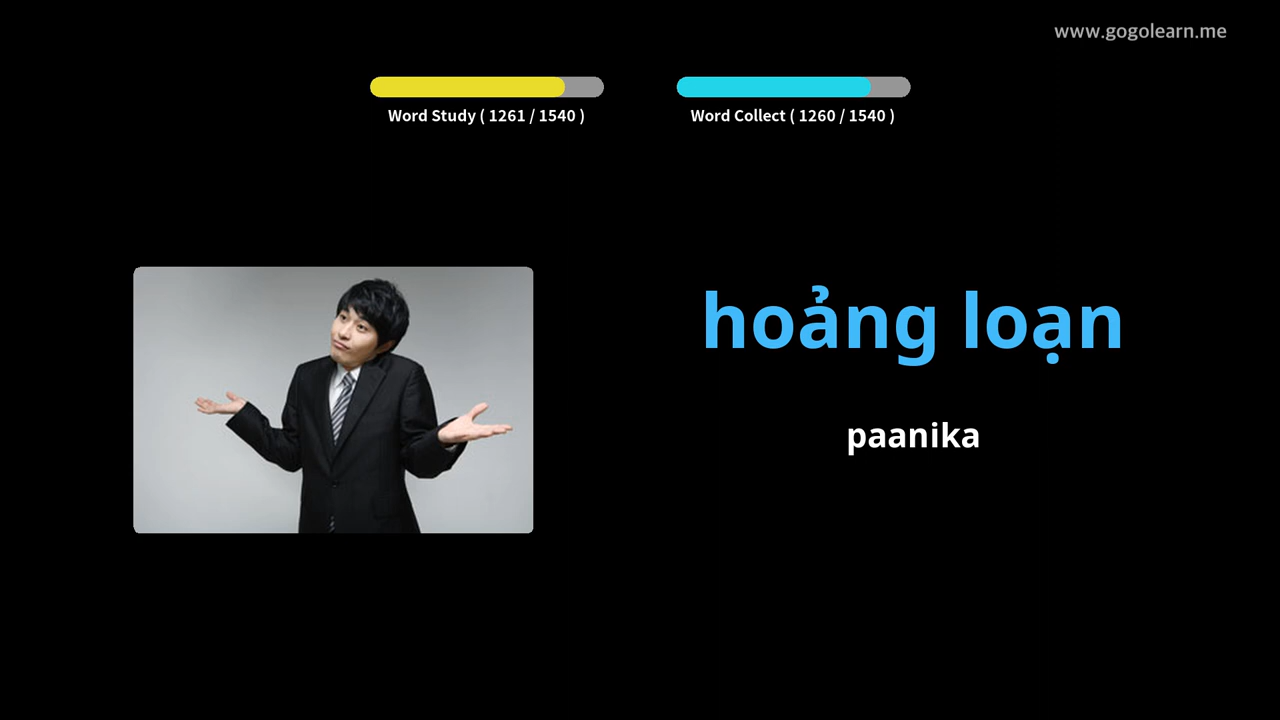 www.gogolearn.me
Word Study ( 1261 / 1540 )
Word Collect ( 1260 / 1540 )
hoảng loạn
paanika